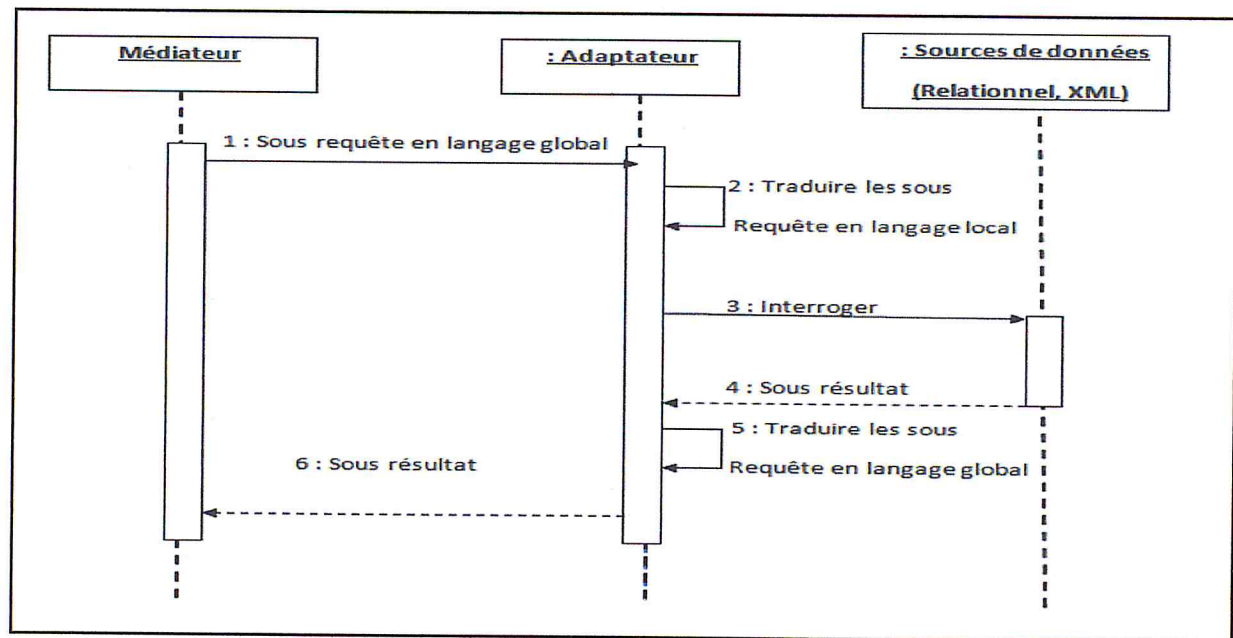 Médiateur
: Adaptateur
: Sources de données
(Relationnel, XML)
1 : Sous requête en langage global
2 : Traduire les sous
Requête en langage local
3 : Interroger
4 : Sous résultat
5 : Traduire les sous
Requête en langage global
6 : Sous résultat